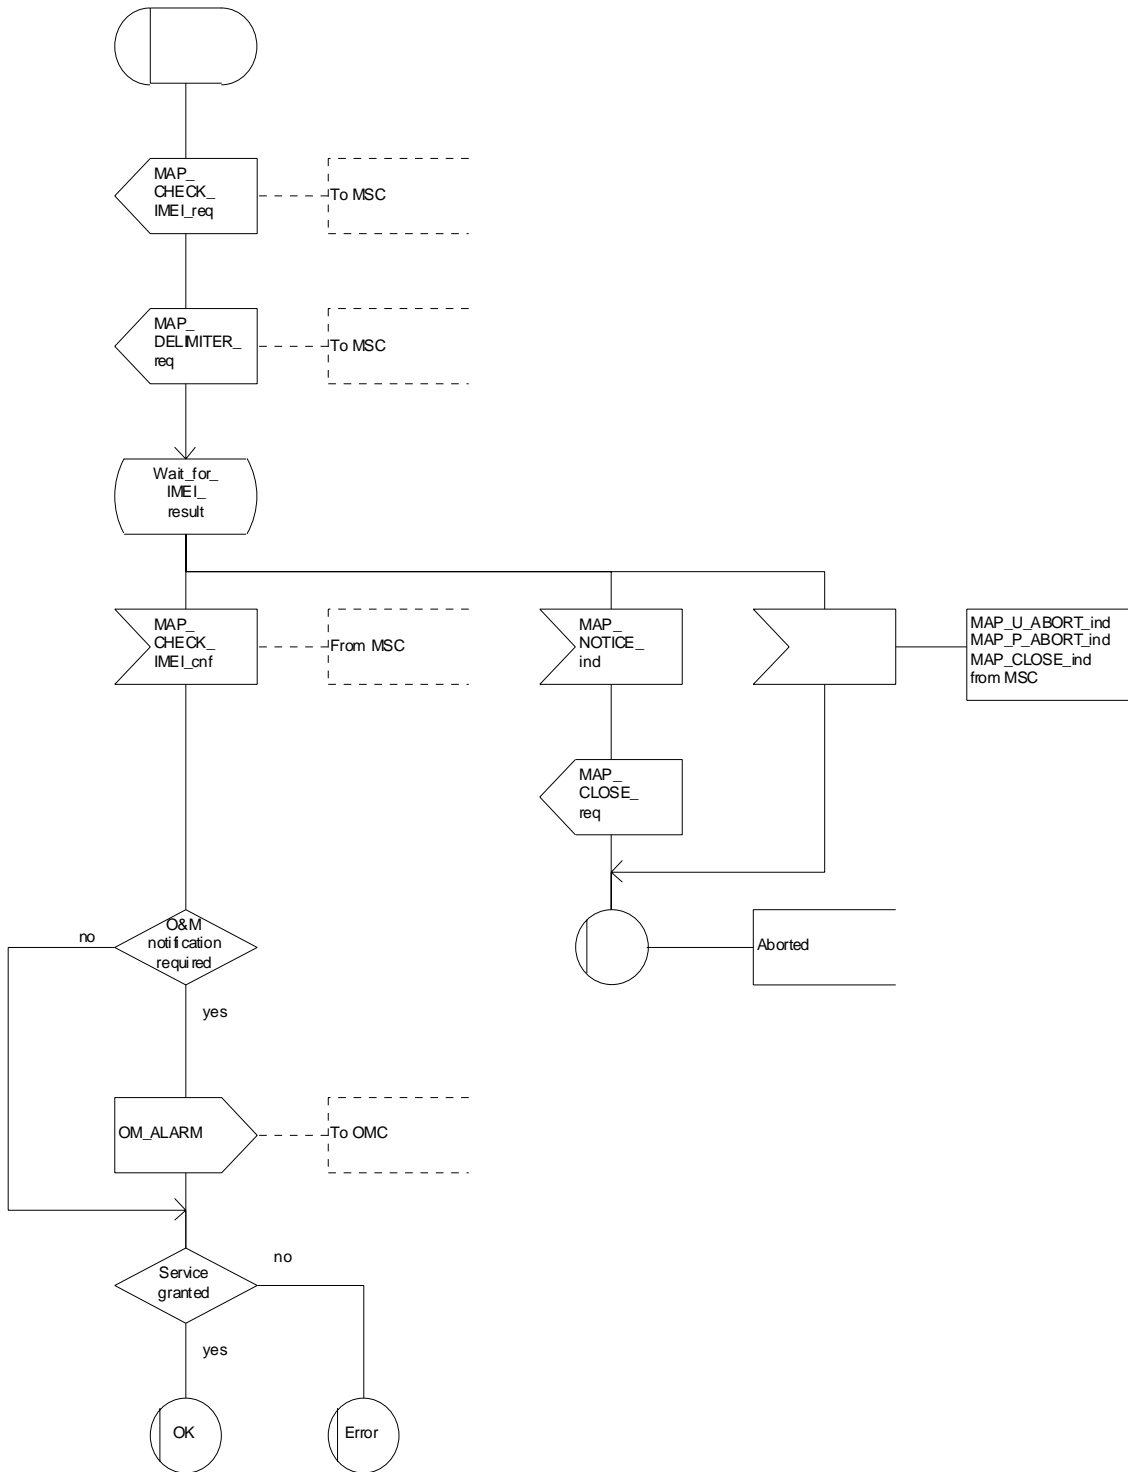 MAP_
CHECK_
IMEI_req
To MSC
MAP_
DELIMITER_
req
To MSC
Wait_for_
IMEI_
result
MAP_
CHECK_
IMEI_cnf
From MSC
MAP_
NOTICE_
ind
MAP_U_ABORT_ind
MAP_P_ABORT_ind
MAP_CLOSE_ind
from MSC
MAP_
CLOSE_
req
O&M
notification
required
no
yes
Aborted
OM_ALARM
To OMC
Service
granted
no
yes
OK
Error